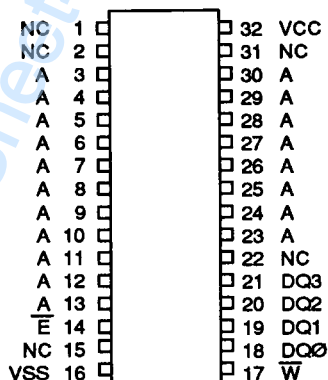 NC 1 32 VCC
NC 2 31 NC
A 3 30 A
A 4 29 A
A 5 28 A
A 6 27 A
A 7 26 A
A 8 25 A
A 9 24 A
A 10 23 A
A 11 22 NC
A 12 21 DQ3
A 13 20 DQ2
E̅ 14 19 DQ1
NC 15 18 DQØ
VSS 16 17 W̅